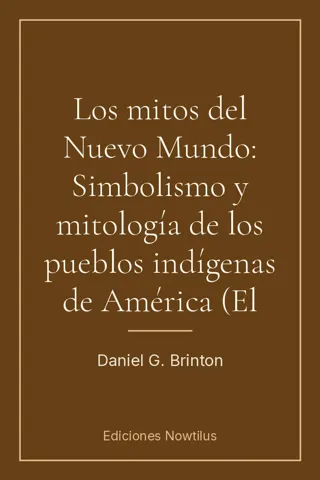 Los mitos del
Nuevo Mundo:
Simbolismo y
mitología de los
pueblos indígenas
de América (El
Daniel G. Brinton
Ediciones Nowtilus